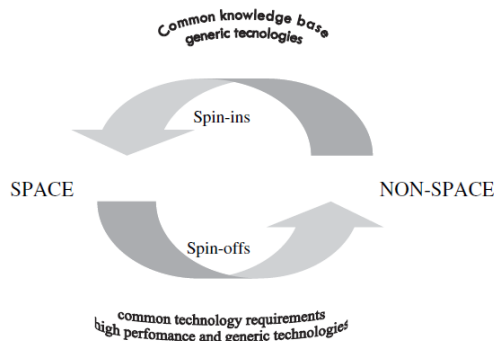 Common knowledge base
generic tecnologies
Spin-ins
SPACE
NON-SPACE
Spin-offs
common technology requirements
high perfomance and generic technologies